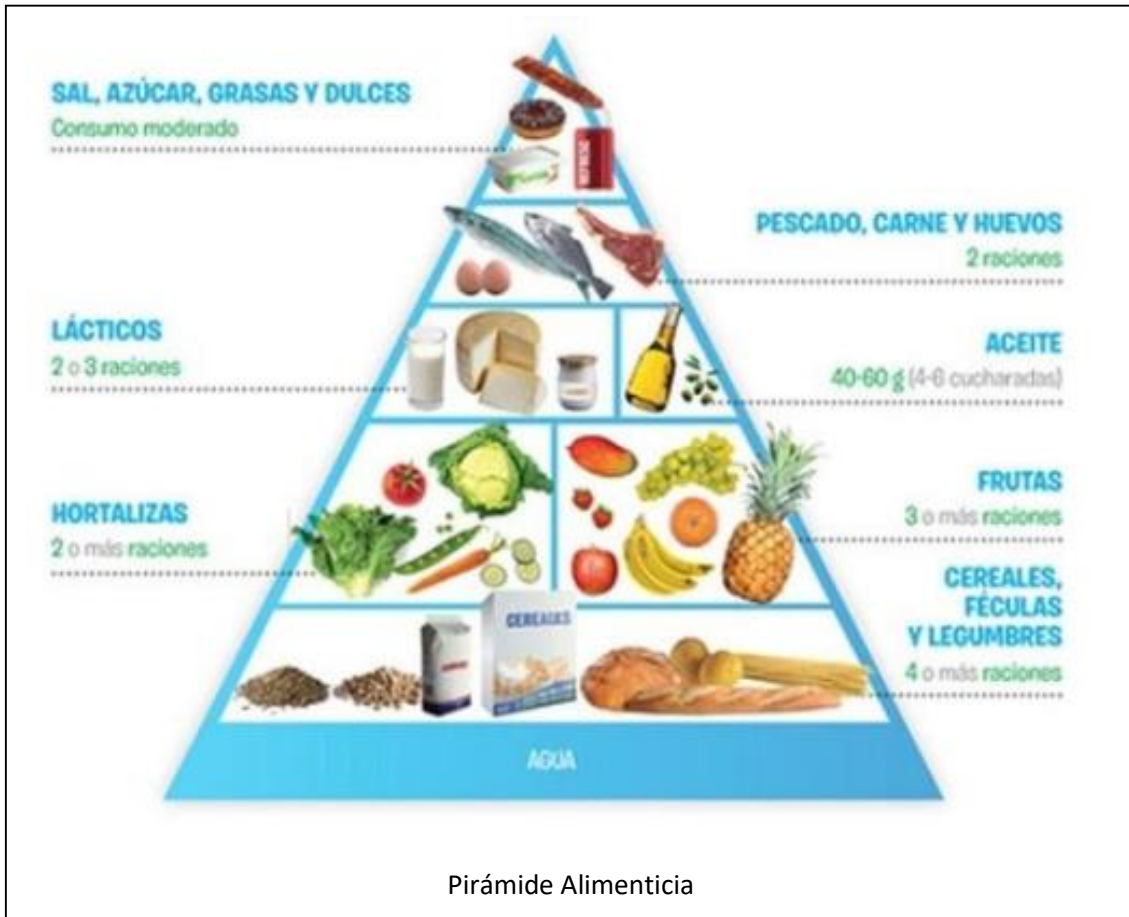 SAL, AZÚCAR, GRASAS Y DULCES
Consumo moderado
PESCADO, CARNE Y HUEVOS
2 raciones
LÁCTICOS
2 o 3 raciones
ACEITE
40-60 g (4-6 cucharadas)
HORTALIZAS
2 o más raciones
FRUTAS
3 o más raciones
CEREALES,
FÉCULAS
Y LEGUMBRES
4 o más raciones
CEREALES
AGUA
Pirámide Alimenticia